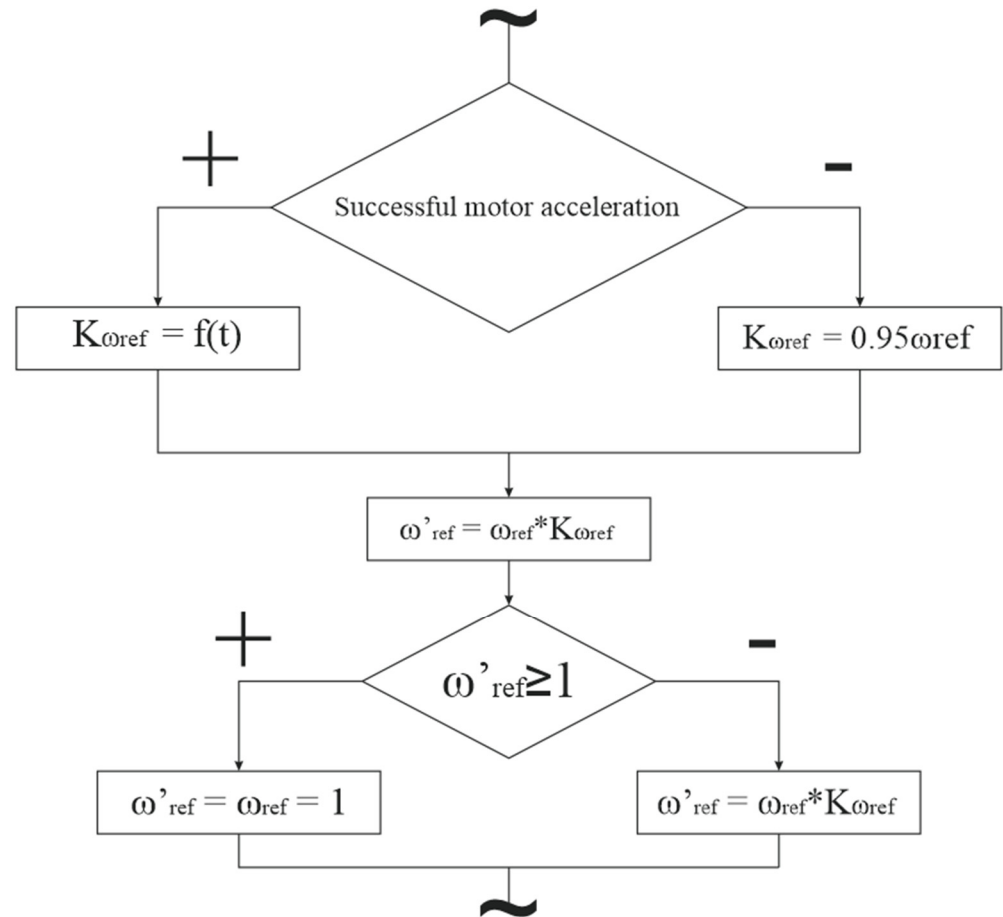 ~
+
-
Successful motor acceleration
Kωref = f(t)
Kωref = 0.95ωref
ω’ref = ωref*Kωref
+
-
ω’ref≥1
ω’ref = ωref = 1
ω’ref = ωref*Kωref
~